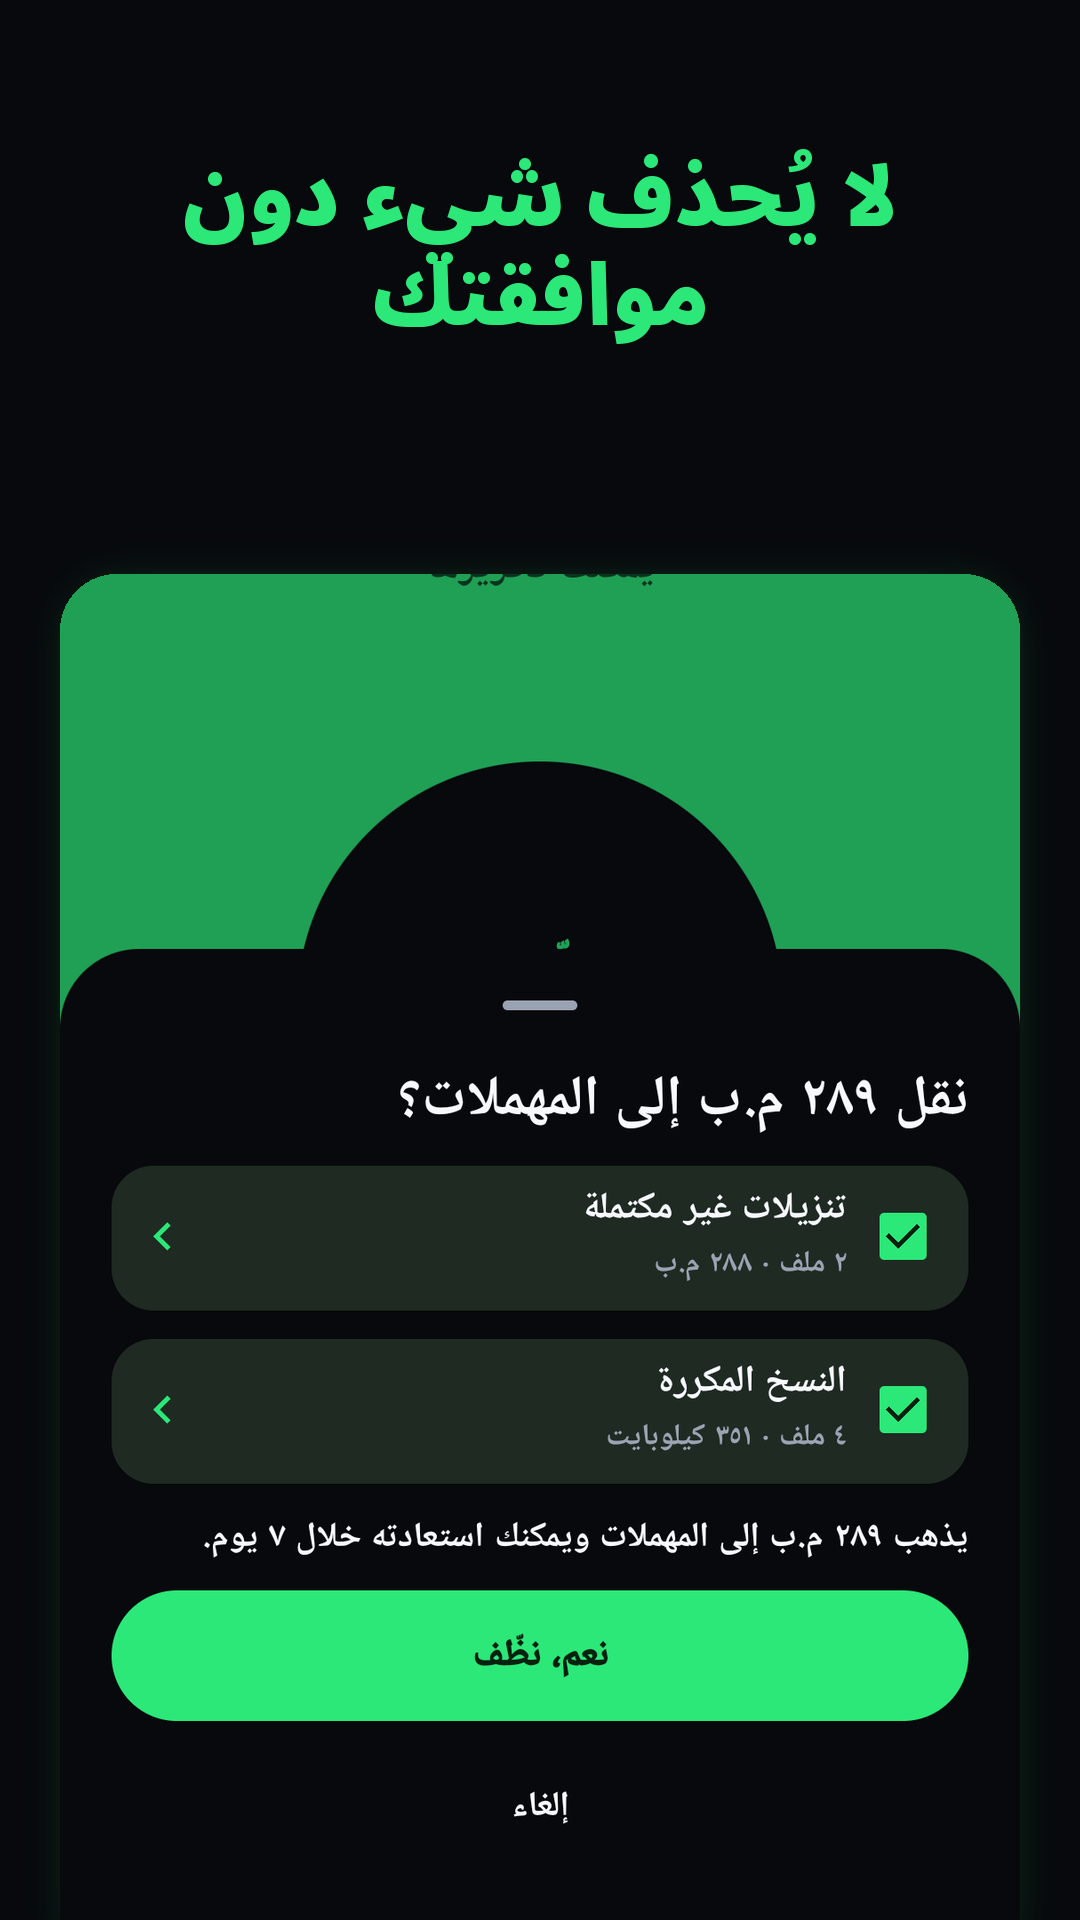 لا يُحذف شيء دون
موافقتك
نقل ٢٨٩ م.ب إلى المهملات؟
تنزيلات غير مكتملة
٢ ملف · ٢٨٨ م.ب
النسخ المكررة
٤ ملف · ٣٥١ كيلوبايت
يذهب ٢٨٩ م.ب إلى المهملات ويمكنك استعادته خلال ٧ يوم.
نعم، نظّف
إلغاء